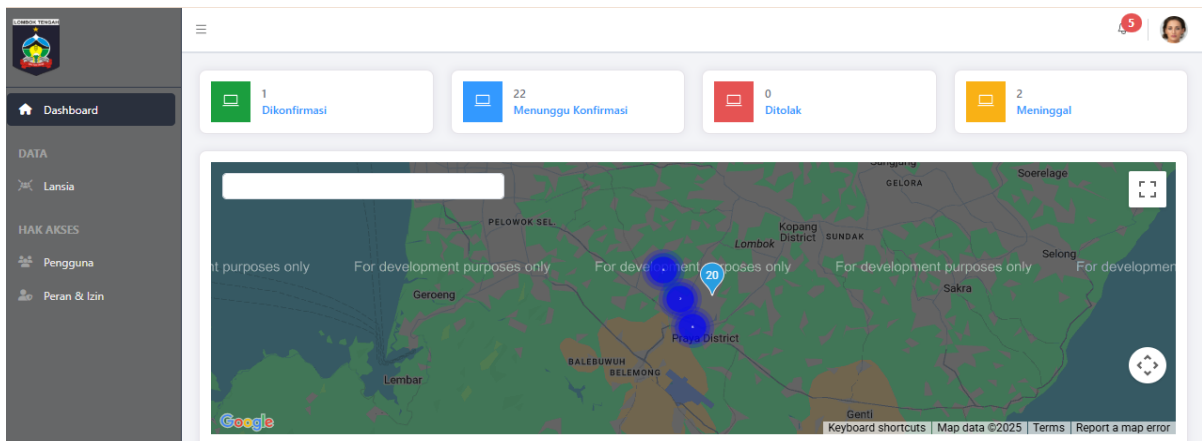 LOMBOK TENGAH
5
Dashboard
DATA
Lansia
HAK AKSES
Pengguna
Peran & Izin
1
Dikonfirmasi
22
Menunggu Konfirmasi
0
Ditolak
2
Meninggal
GELORA
Soerelage
PELOWOK SEL
Kopang
District
SUNDAK
Lombok
Selong
nt purposes only
For development purposes only
For development purposes only
For development purposes only
For developmen
20
Geroeng
Sakra
Praya District
BALEBUWUH
BELEMONG
Lembar
Genti
Google
Keyboard shortcuts
Map data ©2025
Terms
Report a map error